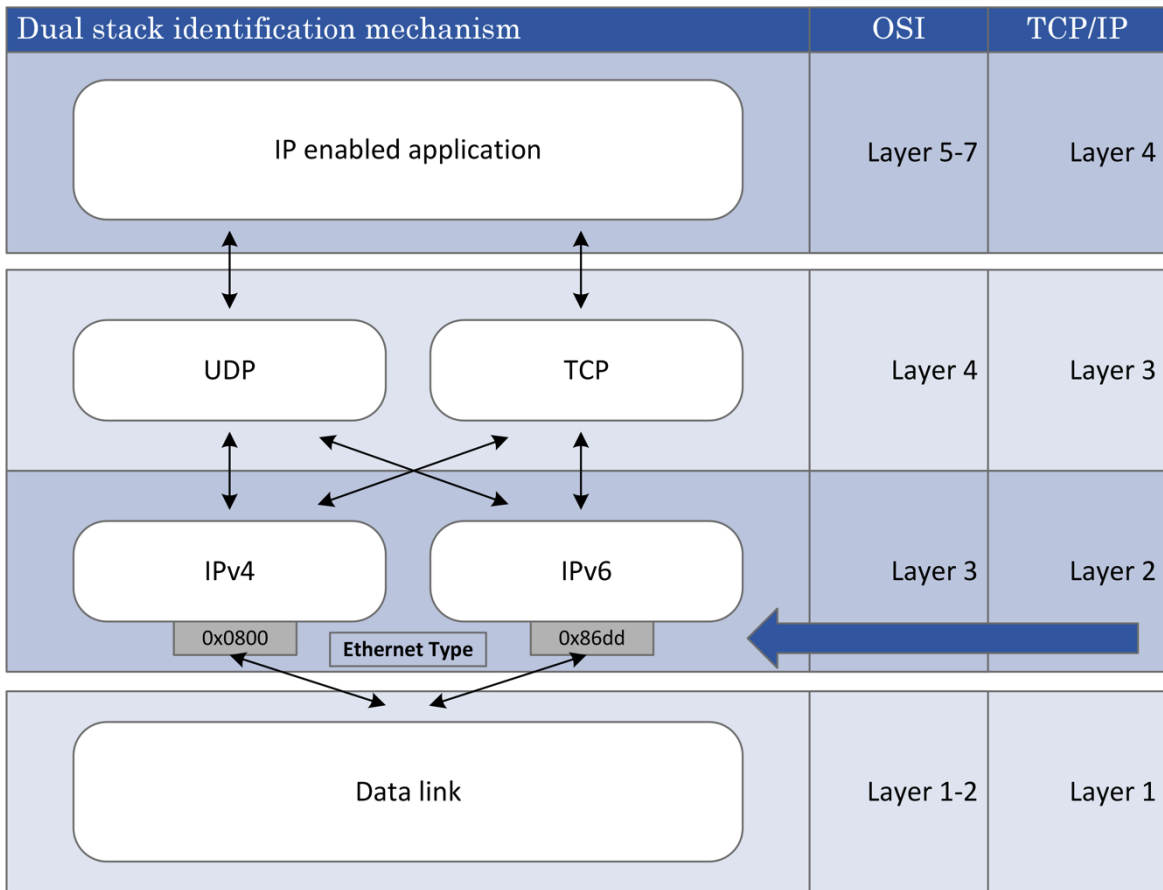 Dual stack identification mechanism OSI TCP/IP
IP enabled application Layer 5-7 Layer 4
UDP TCP Layer 4 Layer 3
IPv4 IPv6 Layer 3 Layer 2
0x0800 Ethernet Type 0x86dd
Data link Layer 1-2 Layer 1